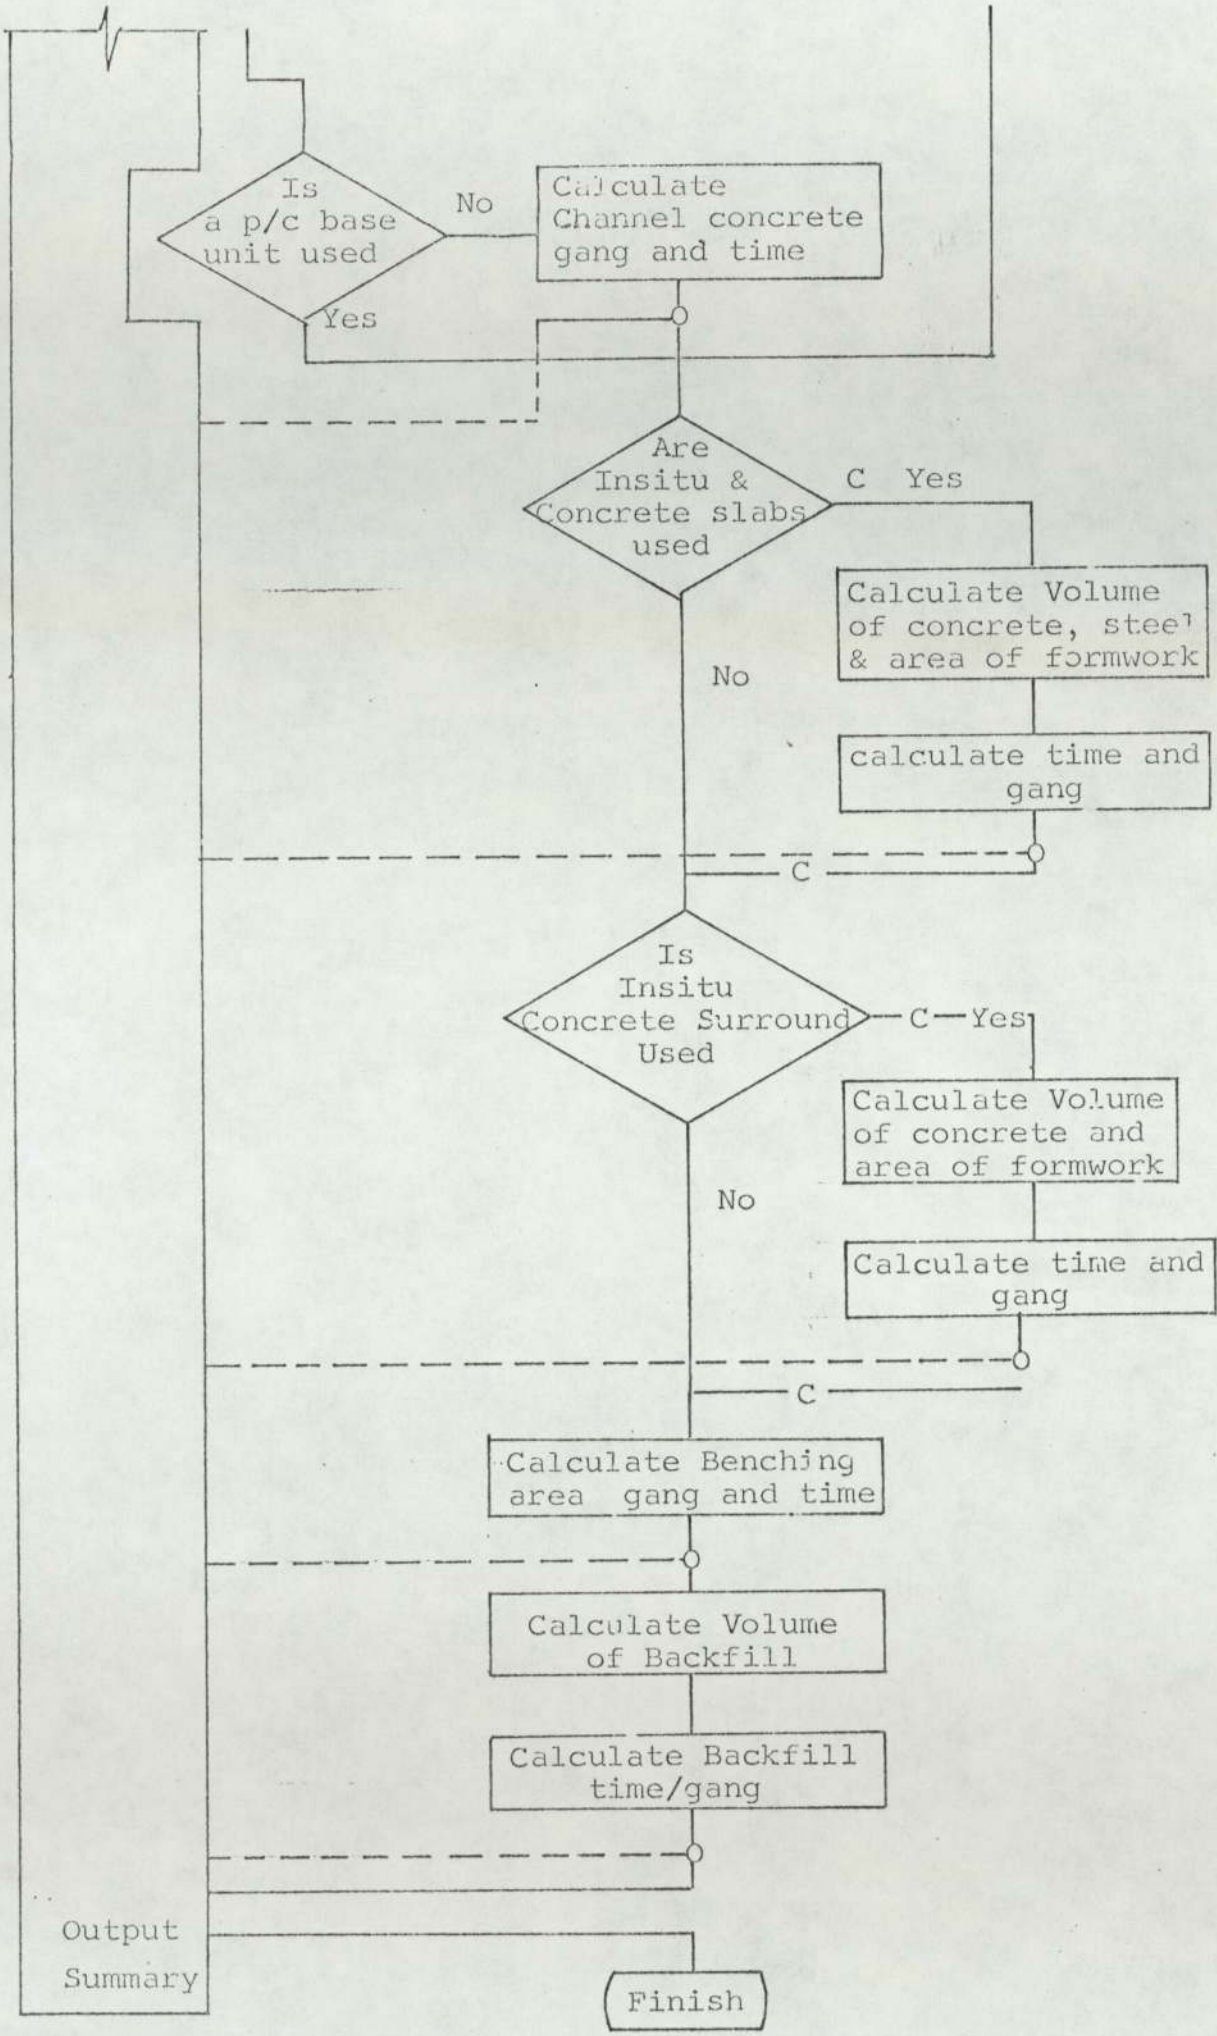 Is
a p/c base
unit used
No
Yes
Calculate
Channel concrete
gang and time
Are
Insitu &
Concrete slabs
used
C Yes
No
Calculate Volume
of concrete, steel
& area of formwork
calculate time and
gang
C
Is
Insitu
Concrete Surround
Used
C Yes
No
Calculate Volume
of concrete and
area of formwork
Calculate time and
gang
C
Calculate Benching
area gang and time
Calculate Volume
of Backfill
Calculate Backfill
time/gang
Output
Summary
Finish